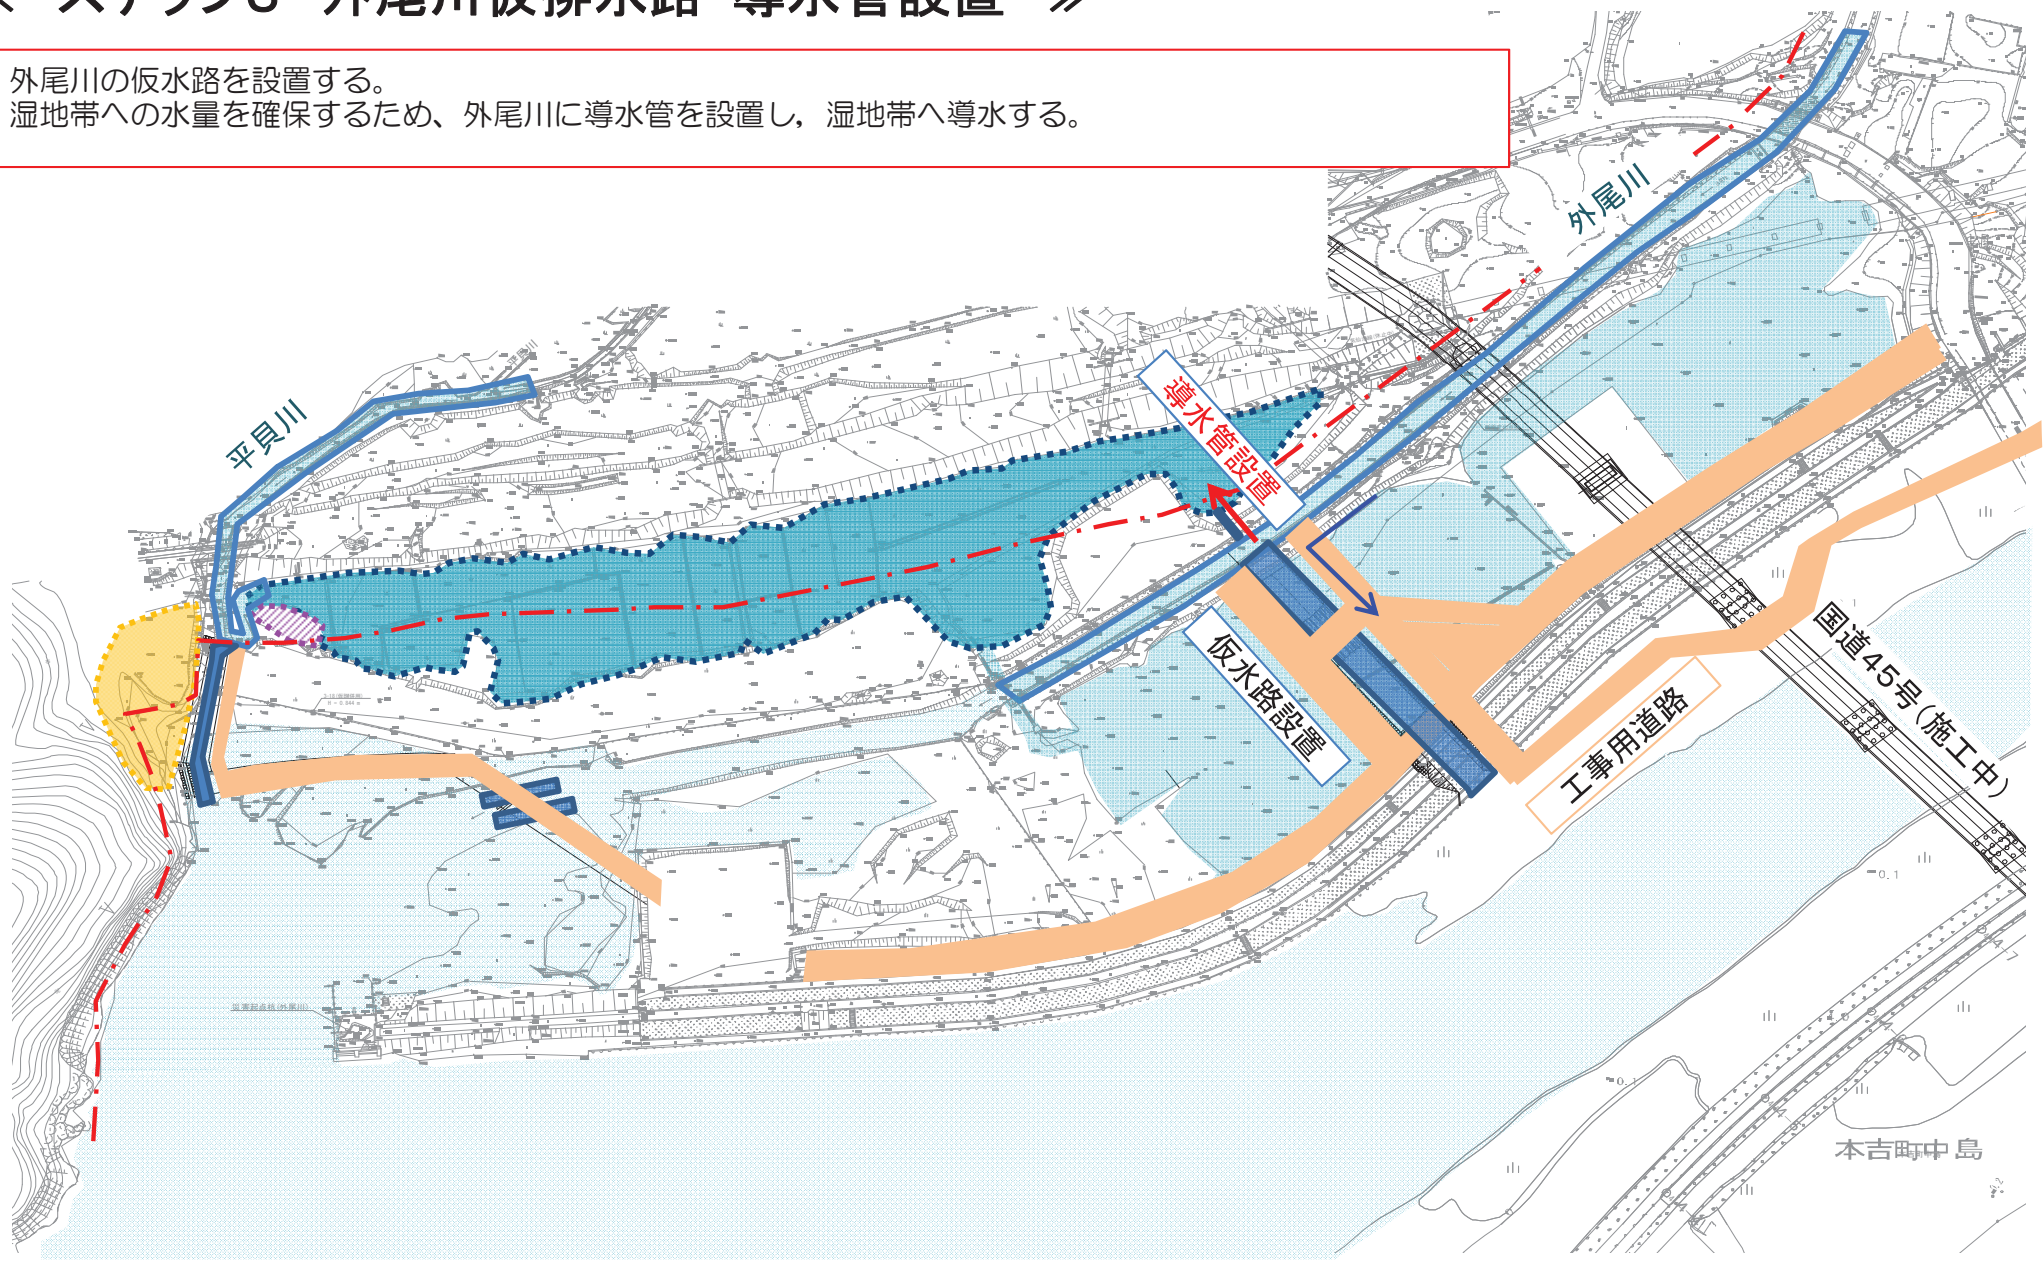 外尾川仮排水路 導水管設置 ≫
外尾川の仮水路を設置する。
湿地帯への水量を確保するため、外尾川に導水管を設置し, 湿地帯へ導水する。
外尾川
平貝川
平貝川
導水管設置
仮水路設置
工事用道路
国道45号(施工中)
本吉町中島